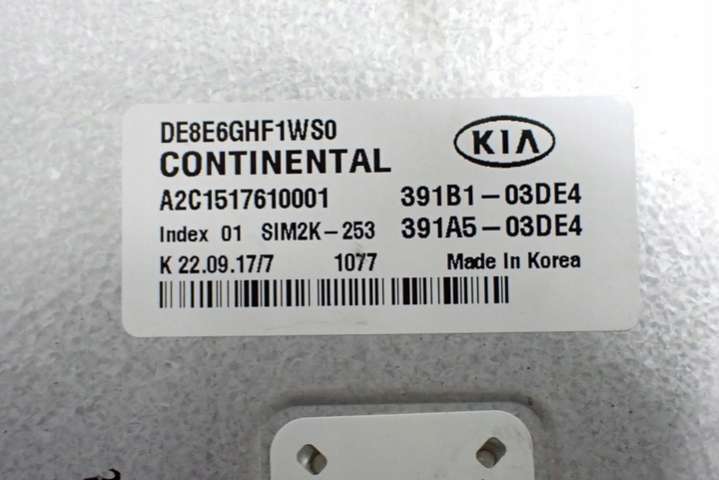 DE8E6GHF1WS0
KIA
CONTINENTAL
A2C1517610001 391B1-03DE4
Index 01 SIM2K-253 391A5-03DE4
K 22.09.17/7 1077 Made In Korea